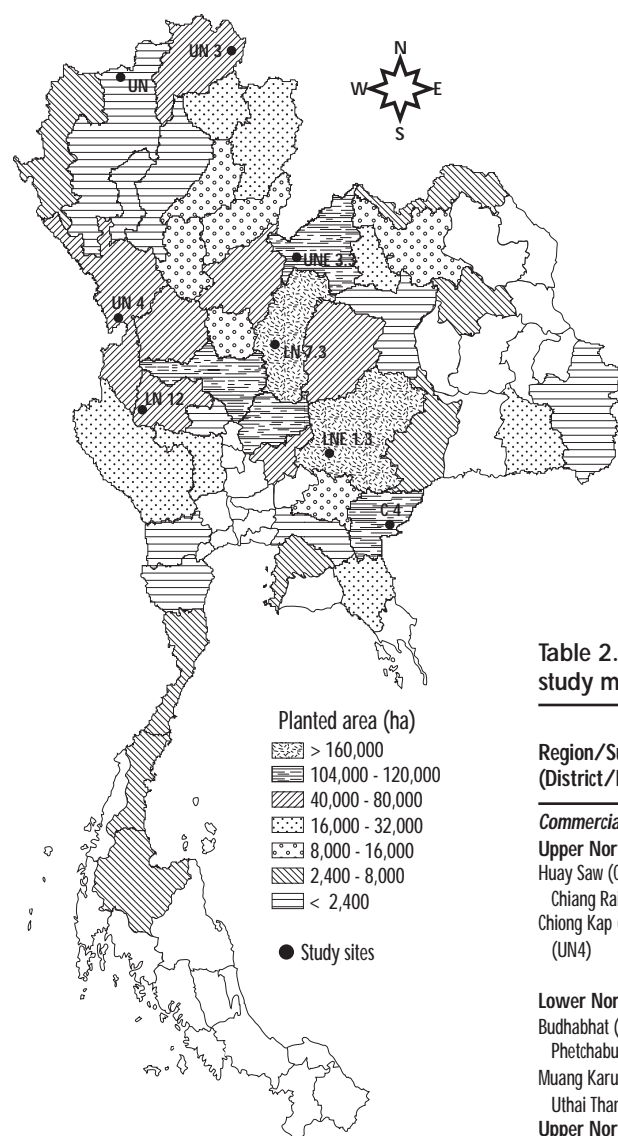 UN 3
N
UN
W
E
S
UNE 3.3
UN 4
LN 7.3
LN 12
LNE 1.3
C 4
Planted area (ha)
> 160,000
104,000 - 120,000
40,000 - 80,000
16,000 - 32,000
8,000 - 16,000
2,400 - 8,000
< 2,400
Study sites
Table 2.
study m
Region/Su
(District/
Commercia
Upper Nor
Huay Saw (
Chiang Rai
Chiong Kap
(UN4)
Lower Nor
Budhabhat (
Phetchabu
Muang Karu
Uthai Than
Upper Nor